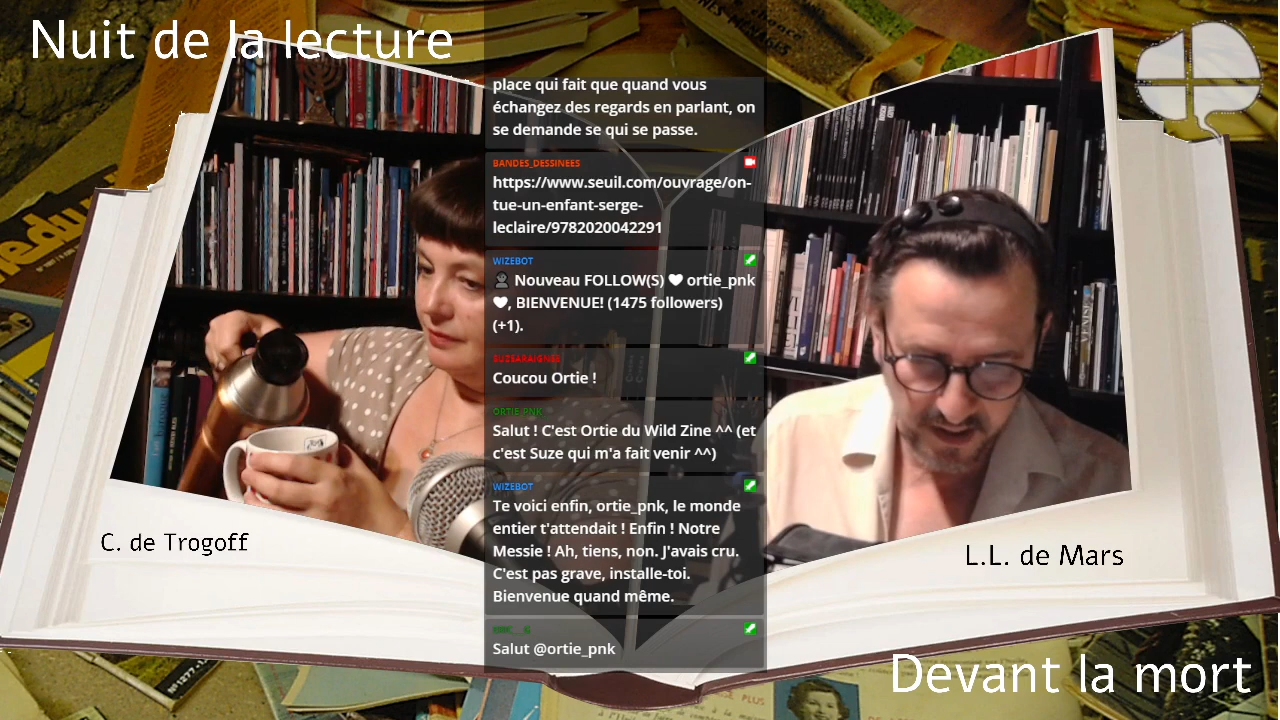 Nuit de la lecture
place qui fait que quand vous
échangez des regards en parlant, on
se demande se qui se passe.
BANDES_DESSINEES
https://www.seuil.com/ouvrage/on-
tue-un-enfant-serge-
leclaire/9782020042291
WIZEBOT
Nouveau FOLLOW(S) ortie_pnk
, BIENVENUE! (1475 followers)
(+1).
SUZEARAIGNEE
Coucou Ortie !
ORTIE_PNK
Salut ! C'est Ortie du Wild Zine ^^ (et
c'est Suze qui m'a fait venir ^^)
WIZEBOT
Te voici enfin, ortie_pnk, le monde
entier t'attendait ! Enfin ! Notre
Messie ! Ah, tiens, non. J'avais cru.
C'est pas grave, installe-toi.
Bienvenue quand même.
Salut @ortie_pnk
C. de Trogoff
L.L. de Mars
Devant la mort